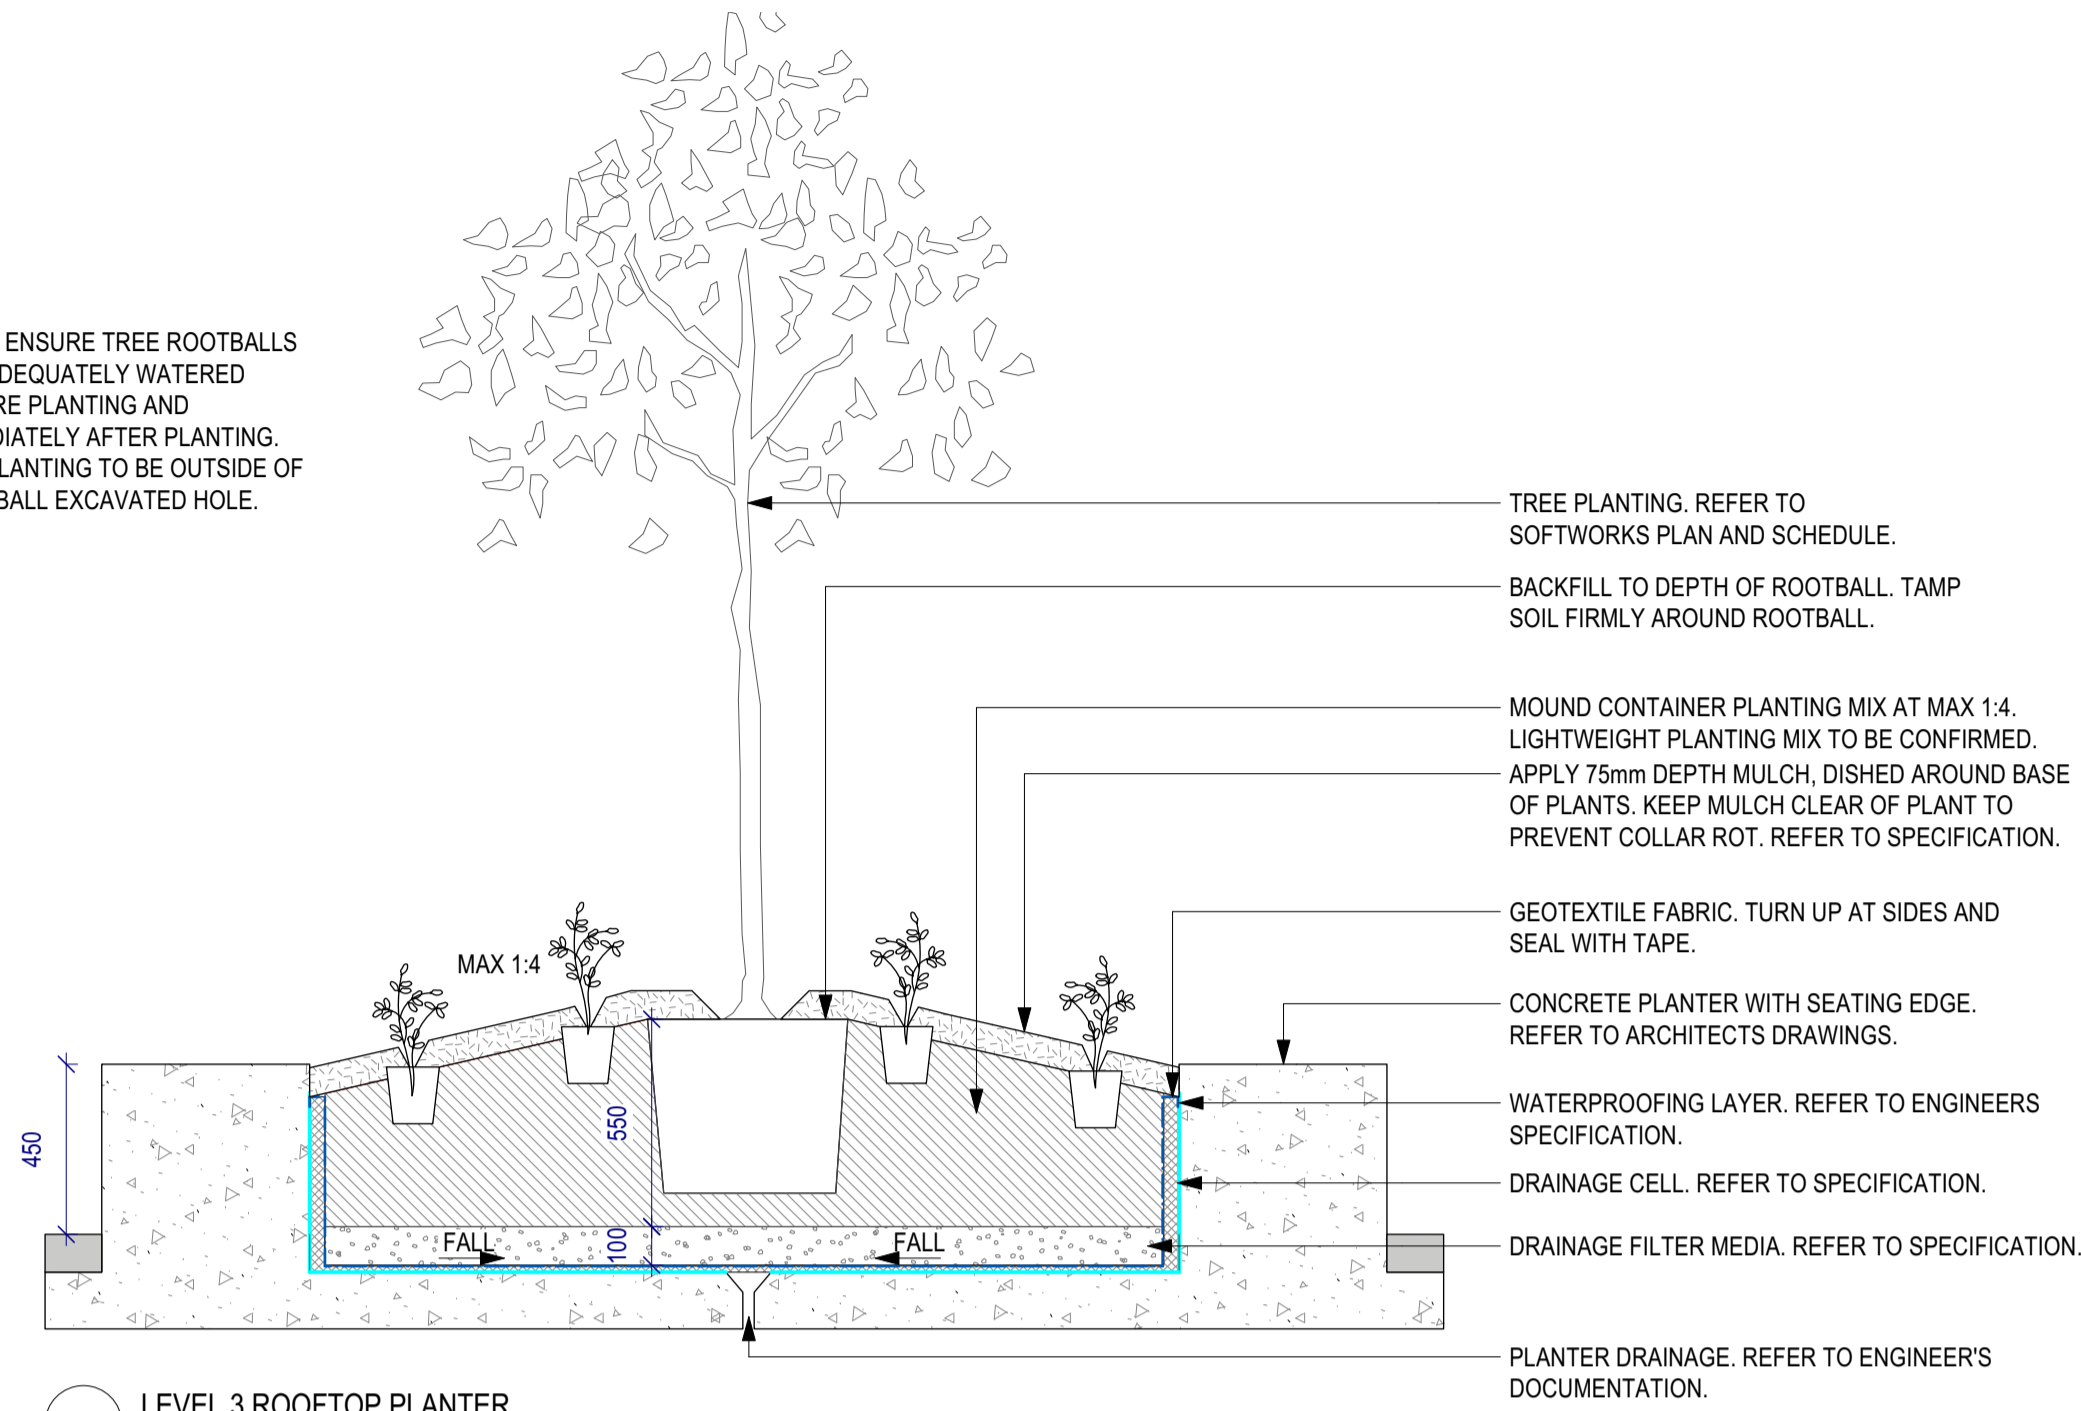 ENSURE TREE ROOTBALLS
DEQUATELY WATERED
RE PLANTING AND
DIATELY AFTER PLANTING.
LANTING TO BE OUTSIDE OF
BALL EXCAVATED HOLE.
TREE PLANTING. REFER TO
SOFTWORKS PLAN AND SCHEDULE.
BACKFILL TO DEPTH OF ROOTBALL. TAMP
SOIL FIRMLY AROUND ROOTBALL.
MOUND CONTAINER PLANTING MIX AT MAX 1:4.
LIGHTWEIGHT PLANTING MIX TO BE CONFIRMED.
APPLY 75mm DEPTH MULCH, DISHED AROUND BASE
OF PLANTS. KEEP MULCH CLEAR OF PLANT TO
PREVENT COLLAR ROT. REFER TO SPECIFICATION.
GEOTEXTILE FABRIC. TURN UP AT SIDES AND
SEAL WITH TAPE.
CONCRETE PLANTER WITH SEATING EDGE.
REFER TO ARCHITECTS DRAWINGS.
WATERPROOFING LAYER. REFER TO ENGINEERS
SPECIFICATION.
DRAINAGE CELL. REFER TO SPECIFICATION.
DRAINAGE FILTER MEDIA. REFER TO SPECIFICATION.
PLANTER DRAINAGE. REFER TO ENGINEER'S
DOCUMENTATION.
MAX 1:4
450
550
100
FALL
FALL
LEVEL 3 ROOFTOP PLANTER